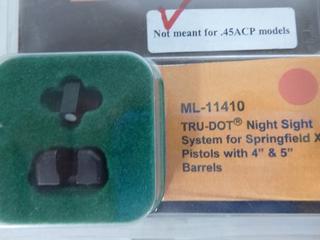 Not meant for .45ACP models
ML-11410
TRU-DOT® Night Sight
System for Springfield X
Pistols with 4" & 5"
Barrels